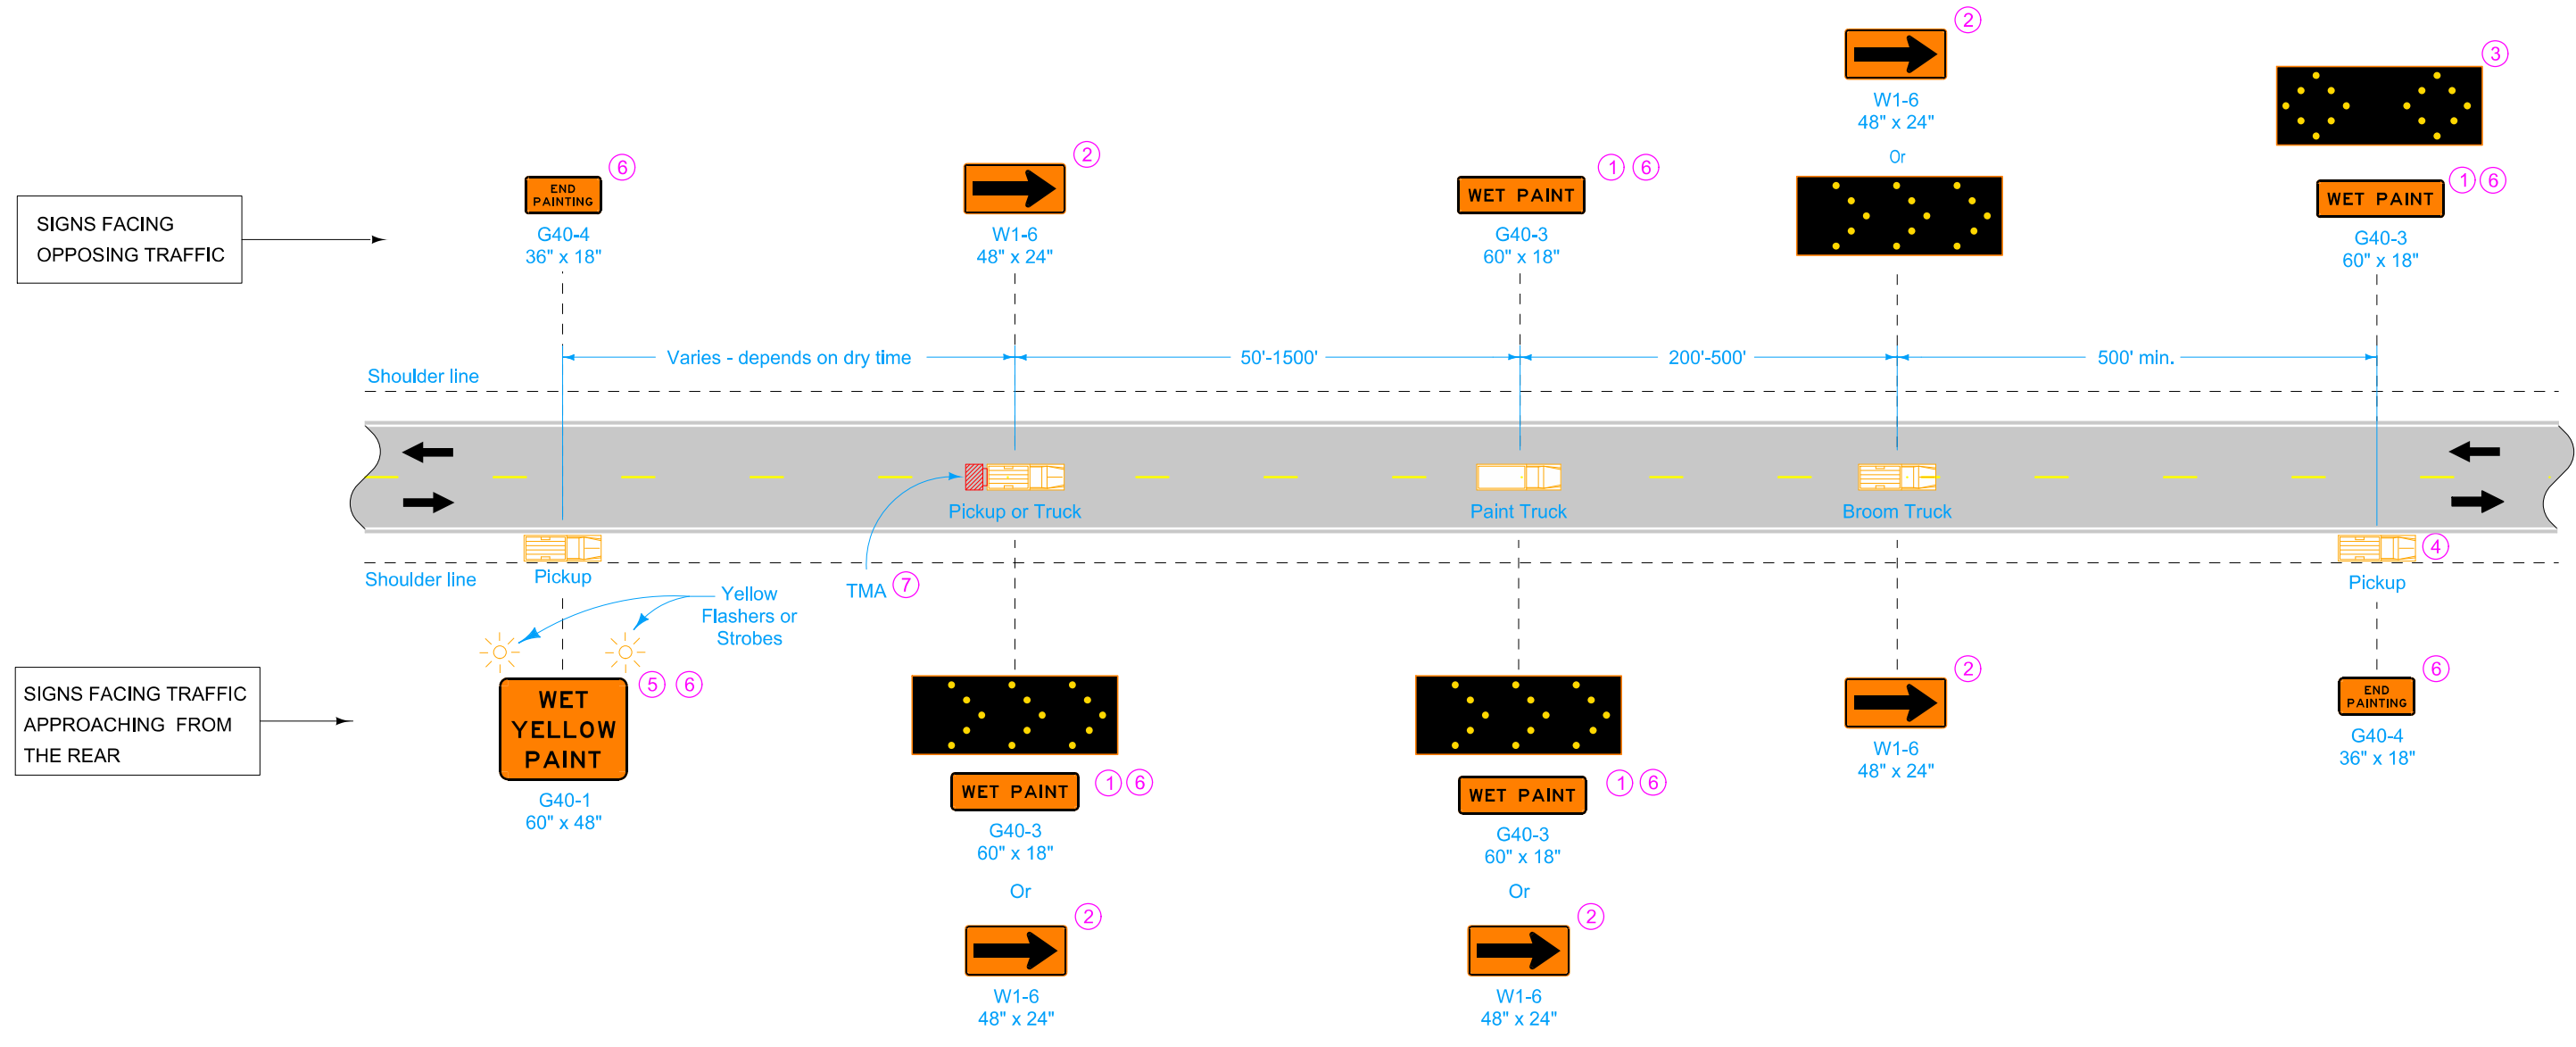 2
W1-6
48" x 24"
Or
3
1 6
WET PAINT
G40-3
60" x 18"
6
END
PAINTING
G40-4
36" x 18"
2
W1-6
48" x 24"
1 6
WET PAINT
G40-3
60" x 18"
SIGNS FACING
OPPOSING TRAFFIC
Varies - depends on dry time
50'-1500'
200'-500'
500' min.
Shoulder line
Pickup or Truck
Paint Truck
Broom Truck
4
Shoulder line
Pickup
TMA 7
Pickup
Yellow
Flashers or
Strobes
SIGNS FACING TRAFFIC
APPROACHING FROM
THE REAR
5 6
WET
YELLOW
PAINT
G40-1
60" x 48"
1 6
WET PAINT
G40-3
60" x 18"
Or
2
W1-6
48" x 24"
1 6
WET PAINT
G40-3
60" x 18"
Or
2
W1-6
48" x 24"
2
W1-6
48" x 24"
6
END
PAINTING
G40-4
36" x 18"